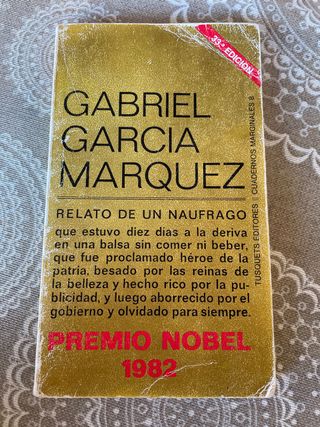 33.ª EDICION
GABRIEL
GARCIA
MARQUEZ
RELATO DE UN NAUFRAGO
que estuvo diez días a la deriva
en una balsa sin comer ni beber,
que fue proclamado héroe de la
patria, besado por las reinas de
la belleza y hecho rico por la pu-
blicidad, y luego aborrecido por el
gobierno y olvidado para siempre.
PREMIO NOBEL
1982
TUSQUETS EDITORES CUADERNOS MARGINALES 8